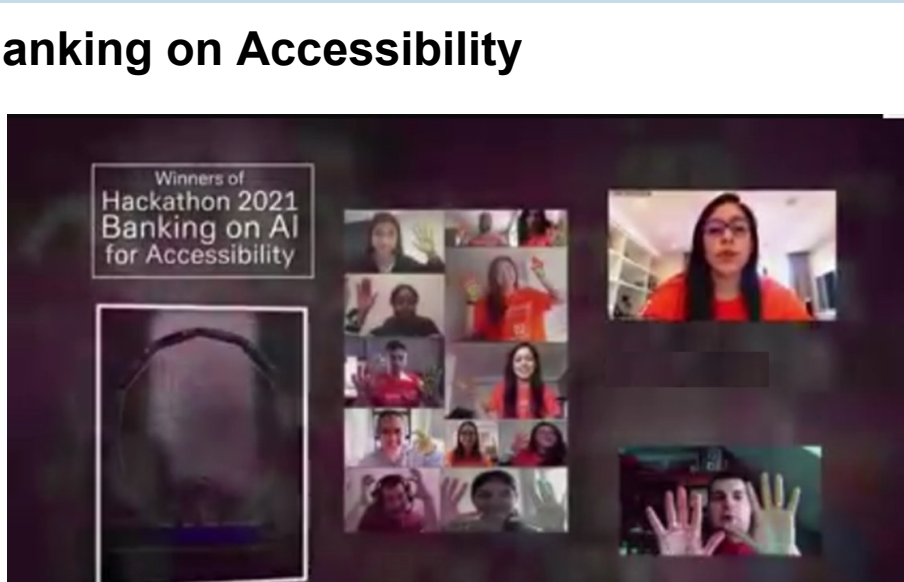 anking on Accessibility
Winners of
Hackathon 2021
Banking on AI
for Accessibility